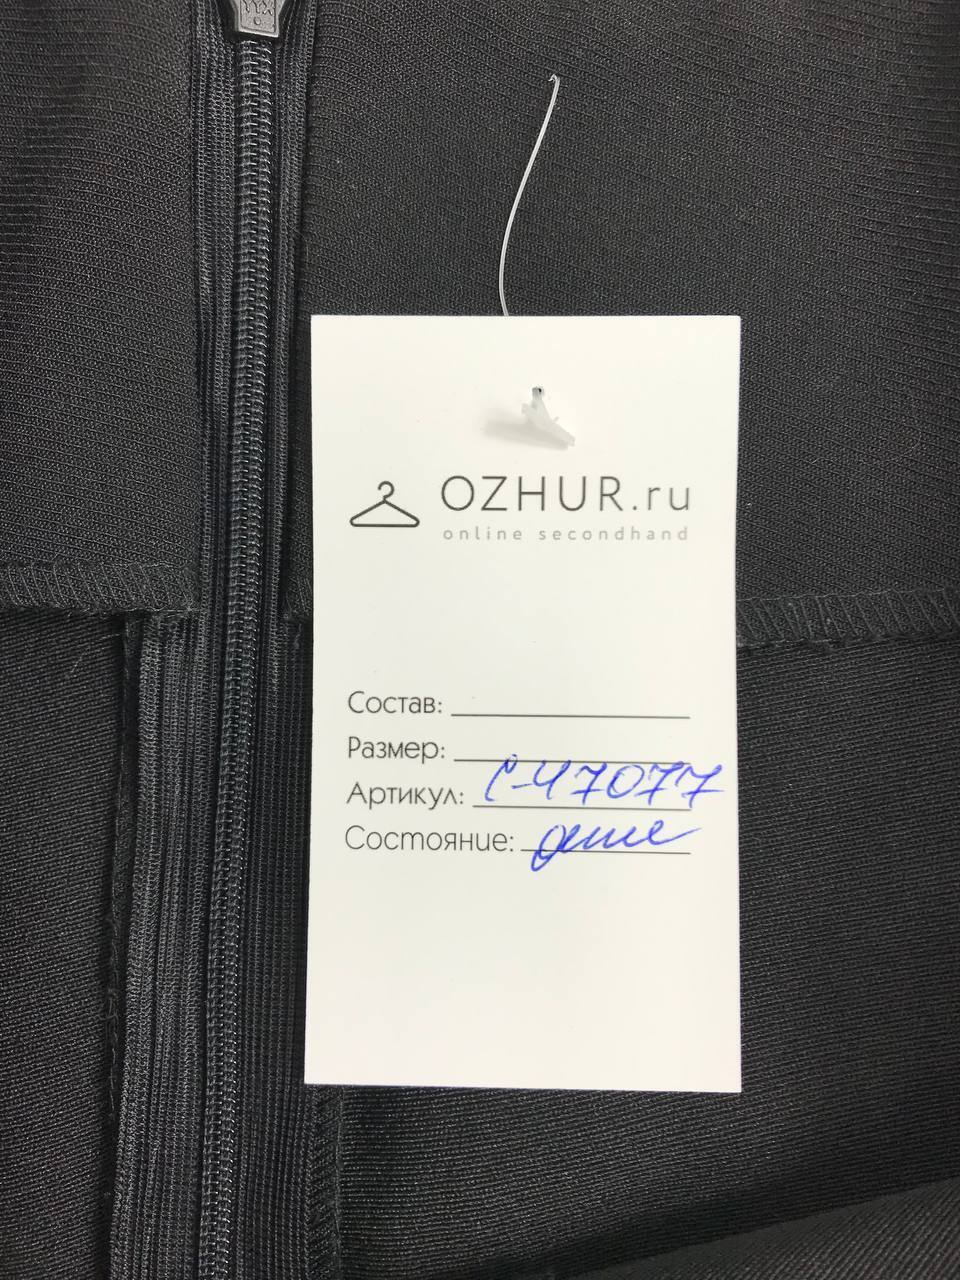 OZHUR.ru
online secondhand
Состав:
Размер:
Артикул: С-47077
Состояние: отл